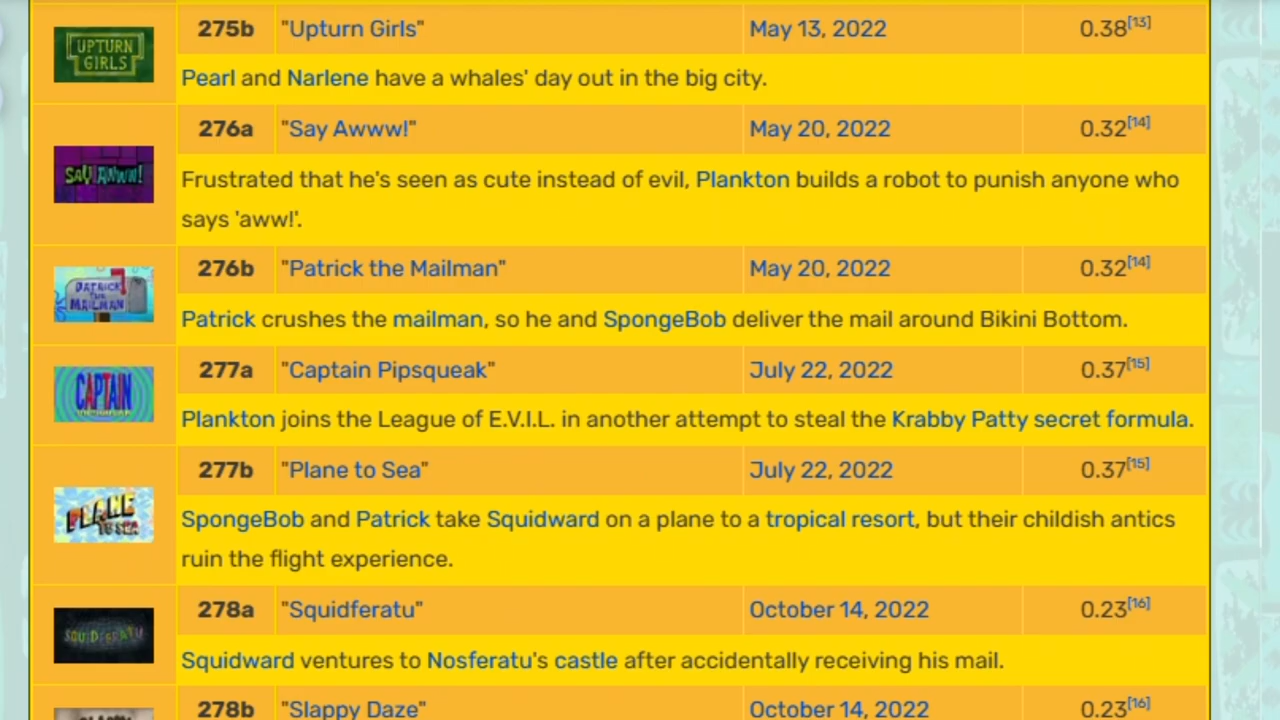 UPTURN
GIRLS
275b "Upturn Girls" May 13, 2022 0.38[13]
Pearl and Narlene have a whales' day out in the big city.
SAY AWWW!
276a "Say Awww!" May 20, 2022 0.32[14]
Frustrated that he's seen as cute instead of evil, Plankton builds a robot to punish anyone who
says 'aww!'.
PATRICK
THE
MAILMAN
276b "Patrick the Mailman" May 20, 2022 0.32[14]
Patrick crushes the mailman, so he and SpongeBob deliver the mail around Bikini Bottom.
CAPTAIN
277a "Captain Pipsqueak" July 22, 2022 0.37[15]
Plankton joins the League of E.V.I.L. in another attempt to steal the Krabby Patty secret formula.
PLANE
TO SEA
277b "Plane to Sea" July 22, 2022 0.37[15]
SpongeBob and Patrick take Squidward on a plane to a tropical resort, but their childish antics
ruin the flight experience.
SQUIDFERATU
278a "Squidferatu" October 14, 2022 0.23[16]
Squidward ventures to Nosferatu's castle after accidentally receiving his mail.
278b "Slappy Daze" October 14, 2022 0.23[16]